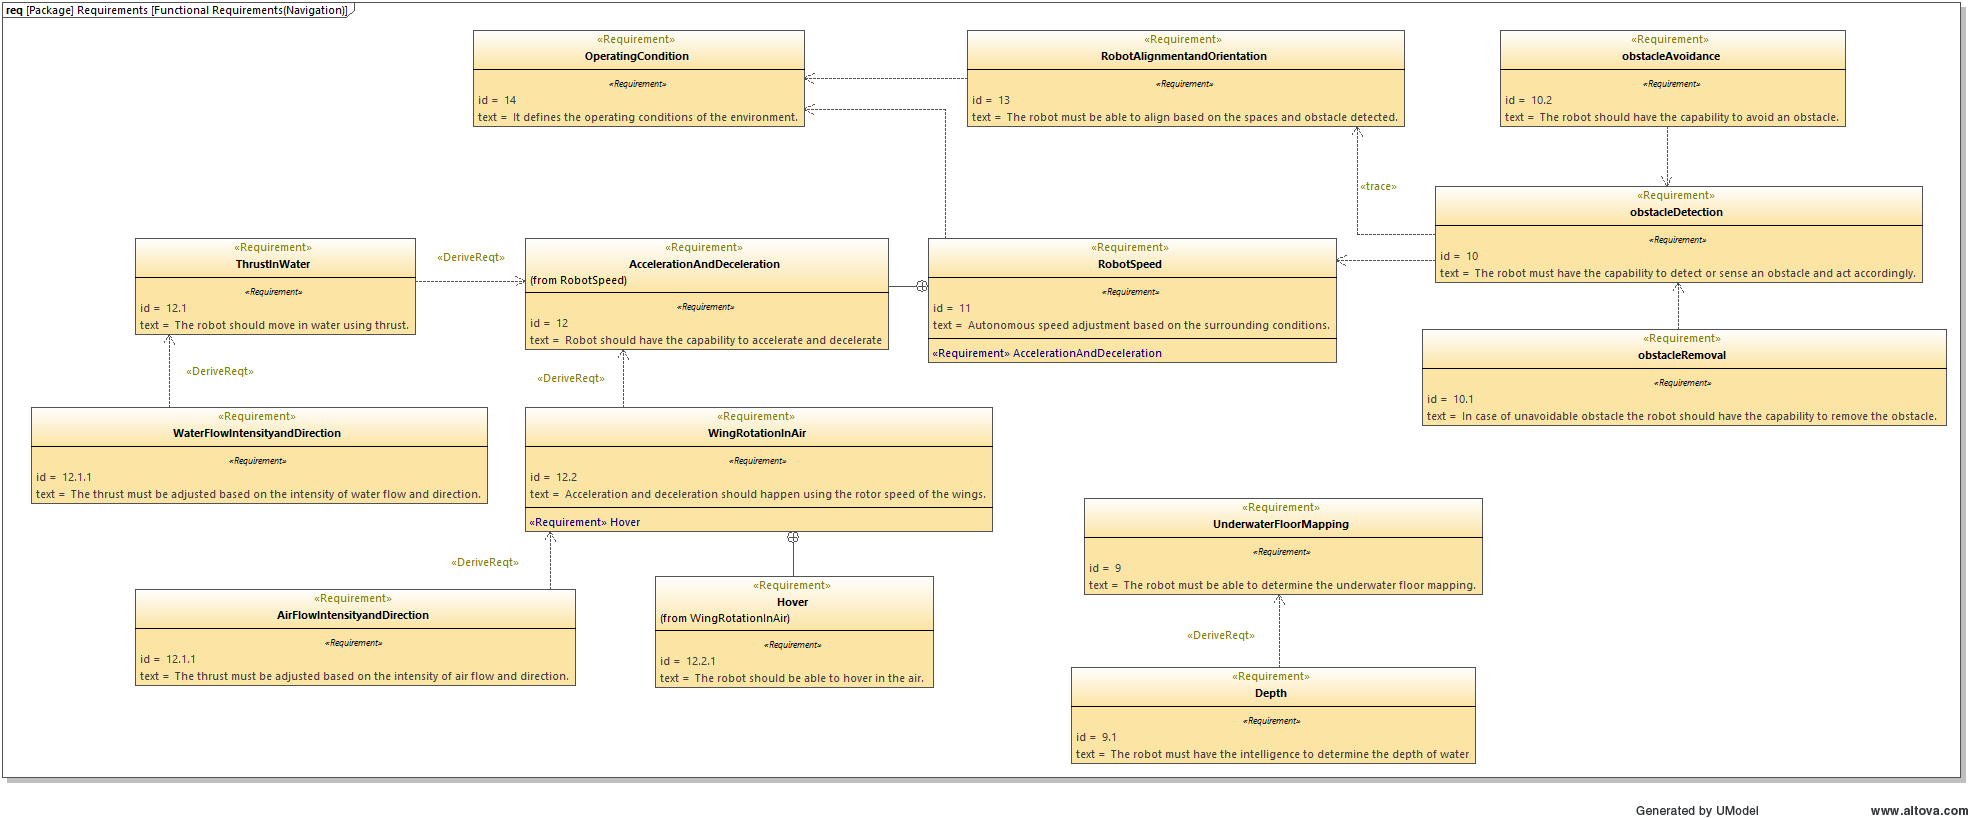 req [Package] Requirements [Functional Requirements(Navigation)]
«Requirement»
OperatingCondition
«Requirement»
id = 14
text = It defines the operating conditions of the environment.
«Requirement»
RobotAlignmentandOrientation
«Requirement»
id = 13
text = The robot must be able to align based on the spaces and obstacle detected.
«Requirement»
obstacleAvoidance
«Requirement»
id = 10.2
text = The robot should have the capability to avoid an obstacle.
«trace»
«Requirement»
obstacleDetection
«Requirement»
id = 10
text = The robot must have the capability to detect or sense an obstacle and act accordingly.
«Requirement»
ThrustInWater
«Requirement»
id = 12.1
text = The robot should move in water using thrust.
«DeriveReqt»
«Requirement»
AccelerationAndDeceleration
(from RobotSpeed)
«Requirement»
id = 12
text = Robot should have the capability to accelerate and decelerate
«Requirement»
RobotSpeed
«Requirement»
id = 11
text = Autonomous speed adjustment based on the surrounding conditions.
«Requirement» AccelerationAndDeceleration
«Requirement»
obstacleRemoval
«Requirement»
id = 10.1
text = In case of unavoidable obstacle the robot should have the capability to remove the obstacle.
«DeriveReqt»
«DeriveReqt»
«Requirement»
WaterFlowIntensityandDirection
«Requirement»
id = 12.1.1
text = The thrust must be adjusted based on the intensity of water flow and direction.
«Requirement»
WingRotationInAir
«Requirement»
id = 12.2
text = Acceleration and deceleration should happen using the rotor speed of the wings.
«Requirement» Hover
«Requirement»
UnderwaterFloorMapping
«Requirement»
id = 9
text = The robot must be able to determine the underwater floor mapping.
«DeriveReqt»
«Requirement»
AirFlowIntensityandDirection
«Requirement»
id = 12.1.1
text = The thrust must be adjusted based on the intensity of air flow and direction.
«Requirement»
Hover
(from WingRotationInAir)
«Requirement»
id = 12.2.1
text = The robot should be able to hover in the air.
«DeriveReqt»
«Requirement»
Depth
«Requirement»
id = 9.1
text = The robot must have the intelligence to determine the depth of water
Generated by UModel
www.altova.com